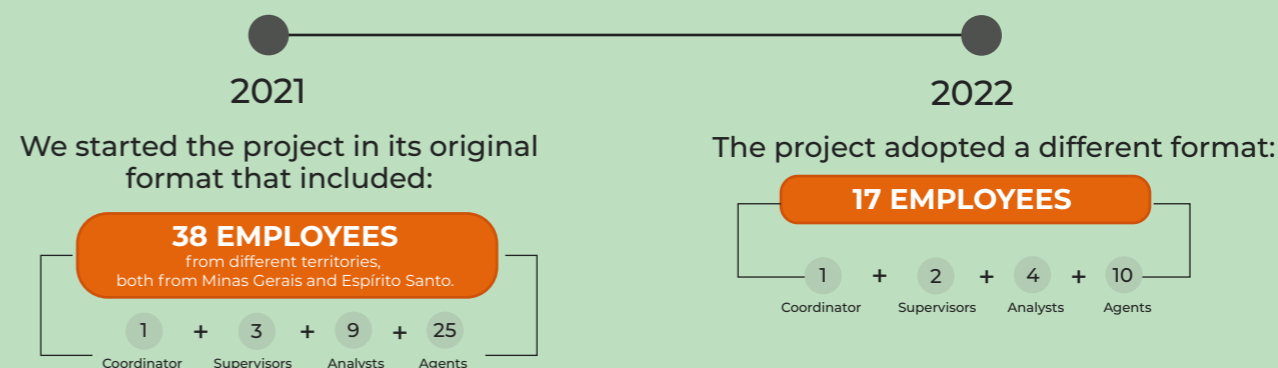 2021
We started the project in its original
format that included:
38 EMPLOYEES
from different territories,
both from Minas Gerais and Espírito Santo.
1 + 3 + 9 + 25
Coordinator Supervisors Analysts Agents
2022
The project adopted a different format:
17 EMPLOYEES
1 + 2 + 4 + 10
Coordinator Supervisors Analysts Agents